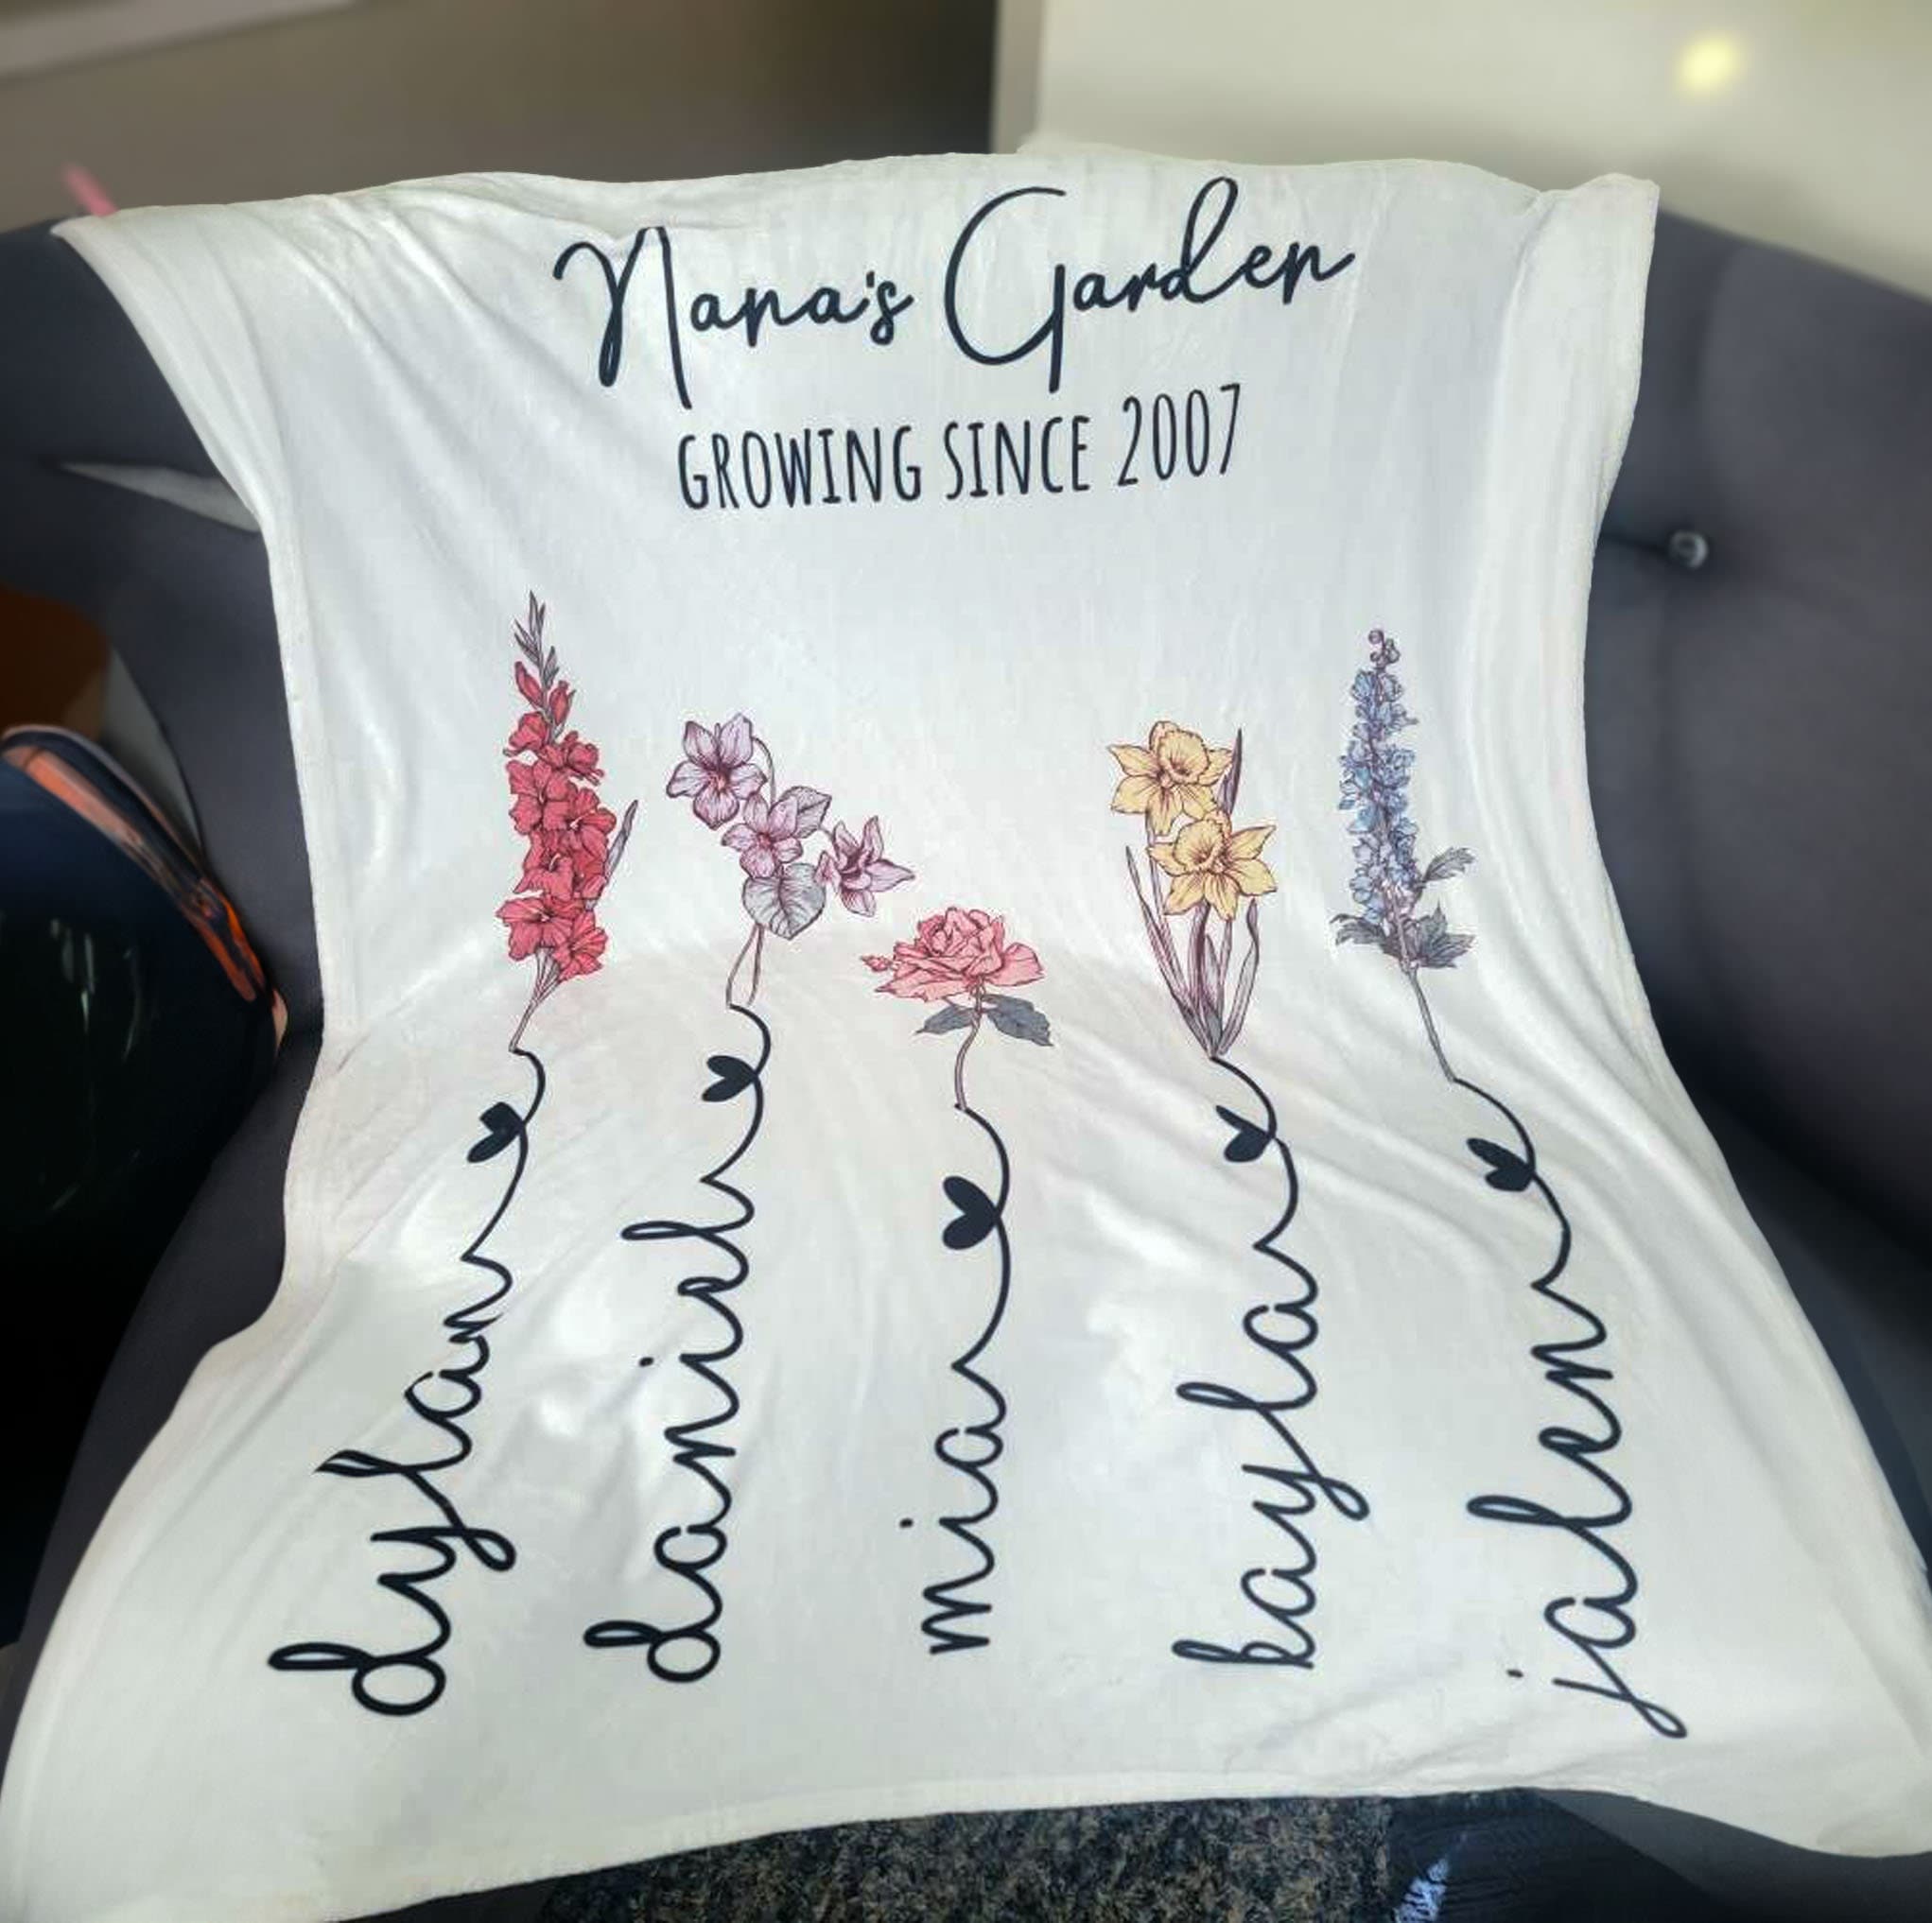 Nana's Garden
GROWING SINCE 2007
dylan
daniel
mia
kayla
jalen